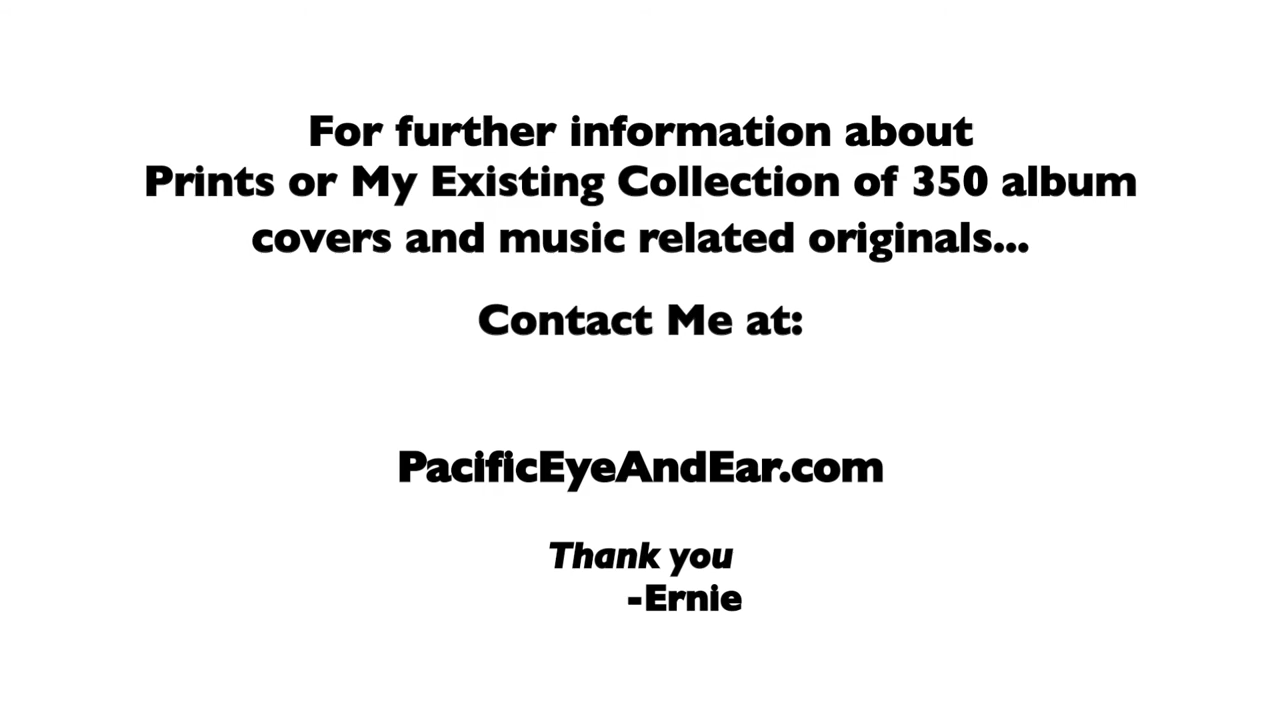 For further information about
Prints or My Existing Collection of 350 album
covers and music related originals...
Contact Me at:
PacificEyeAndEar.com
Thank you
-Ernie